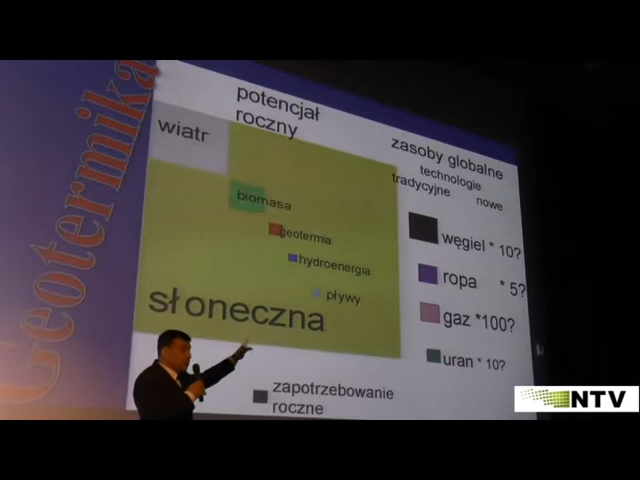 Geotermika
potencjał
roczny
wiatr
biomasa
geotermia
hydroenergia
pływy
słoneczna
zasoby globalne
technologie
tradycyjne
nowe
węgiel * 10?
ropa * 5?
gaz *100?
uran * 10?
zapotrzebowanie
roczne
NTV